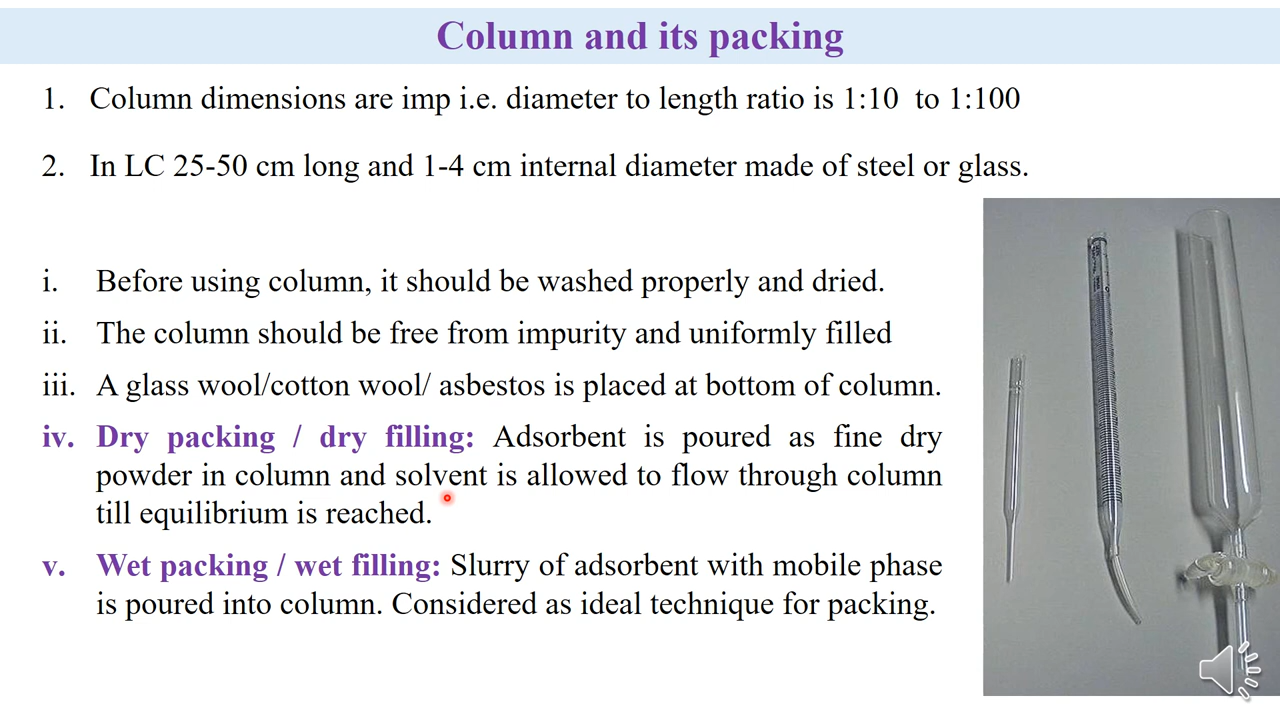 Column and its packing
1. Column dimensions are imp i.e. diameter to length ratio is 1:10 to 1:100
2. In LC 25-50 cm long and 1-4 cm internal diameter made of steel or glass.
i. Before using column, it should be washed properly and dried.
ii. The column should be free from impurity and uniformly filled
iii. A glass wool/cotton wool/ asbestos is placed at bottom of column.
iv. Dry packing / dry filling: Adsorbent is poured as fine dry
powder in column and solvent is allowed to flow through column
till equilibrium is reached.
v. Wet packing / wet filling: Slurry of adsorbent with mobile phase
is poured into column. Considered as ideal technique for packing.